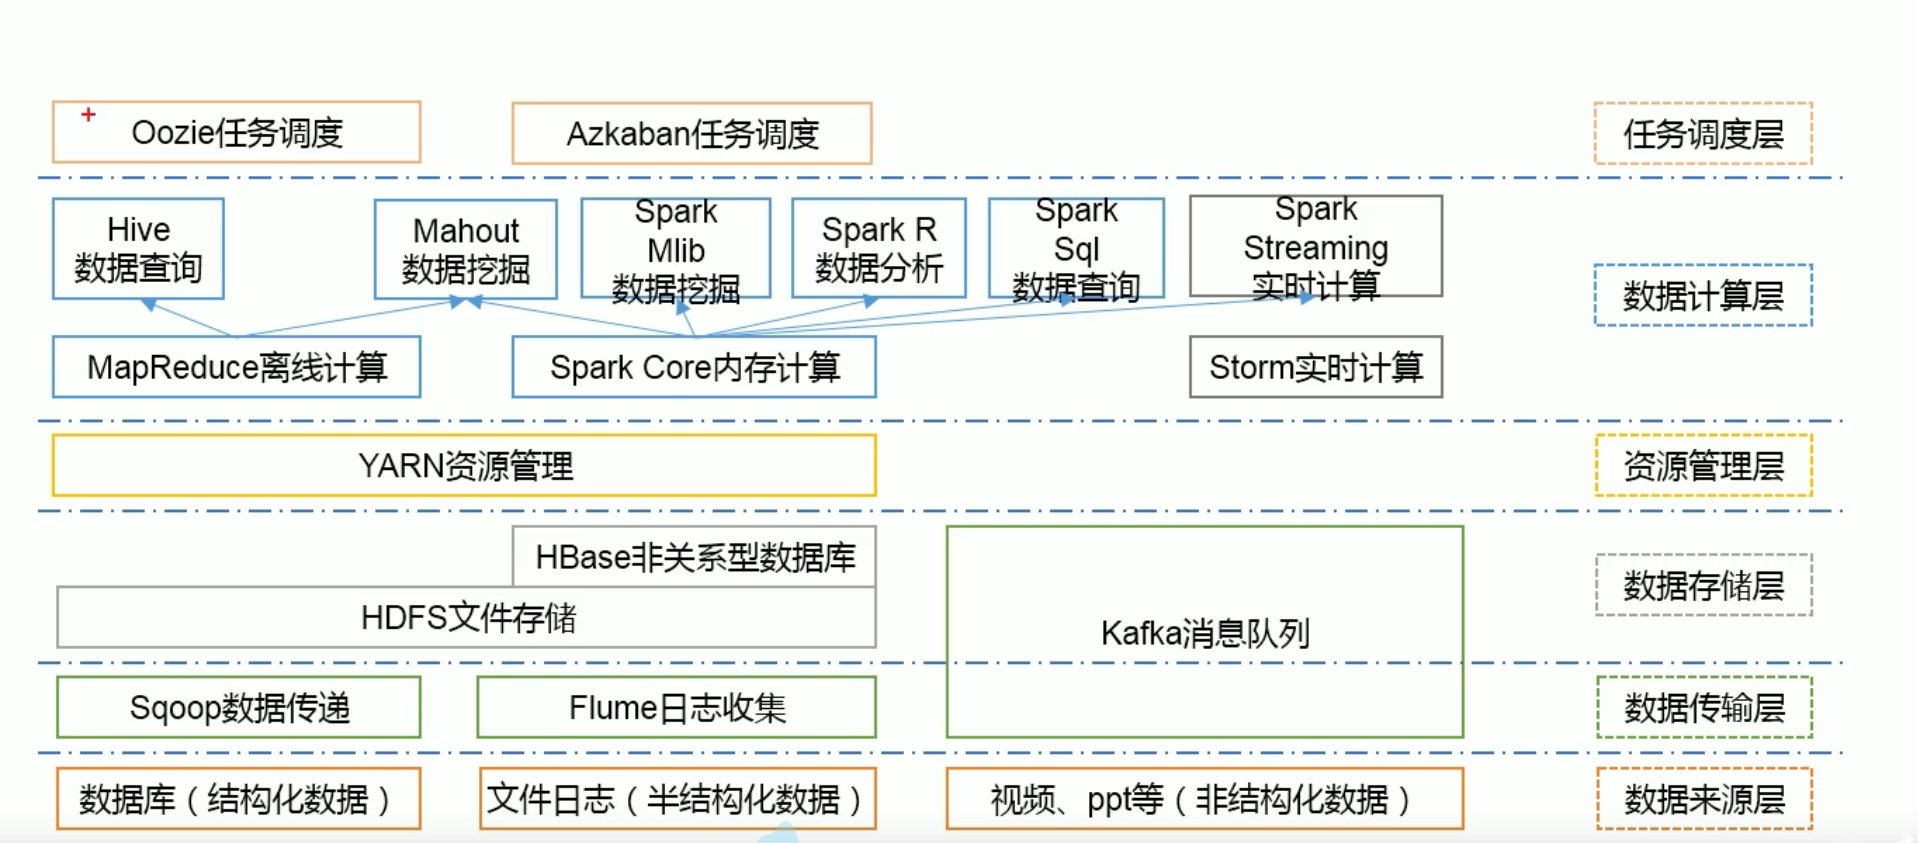 Oozie任务调度
Azkaban任务调度
任务调度层
Hive
数据查询
Mahout
数据挖掘
Spark
Mlib
数据挖掘
Spark R
数据分析
Spark
Sql
数据查询
Spark
Streaming
实时计算
数据计算层
MapReduce离线计算
Spark Core内存计算
Storm实时计算
YARN资源管理
资源管理层
HBase非关系型数据库
HDFS文件存储
Kafka消息队列
数据存储层
Sqoop数据传递
Flume日志收集
数据传输层
数据库（结构化数据）
文件日志（半结构化数据）
视频、ppt等（非结构化数据）
数据来源层